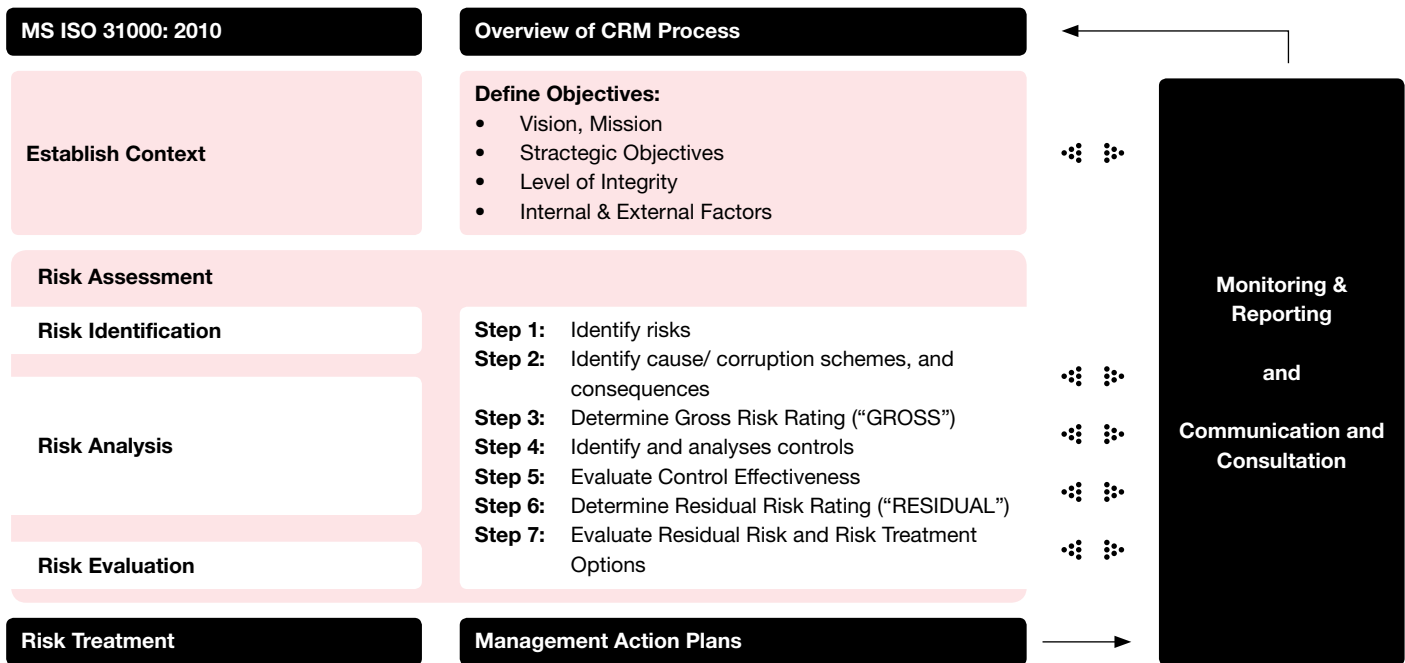 MS ISO 31000: 2010
Overview of CRM Process
Establish Context
Define Objectives:
• Vision, Mission
• Stractegic Objectives
• Level of Integrity
• Internal & External Factors
Risk Assessment
Risk Identification
Risk Analysis
Risk Evaluation
Step 1: Identify risks
Step 2: Identify cause/ corruption schemes, and
consequences
Step 3: Determine Gross Risk Rating (“GROSS”)
Step 4: Identify and analyses controls
Step 5: Evaluate Control Effectiveness
Step 6: Determine Residual Risk Rating (“RESIDUAL”)
Step 7: Evaluate Residual Risk and Risk Treatment
Options
Risk Treatment
Management Action Plans
Monitoring &
Reporting
and
Communication and
Consultation